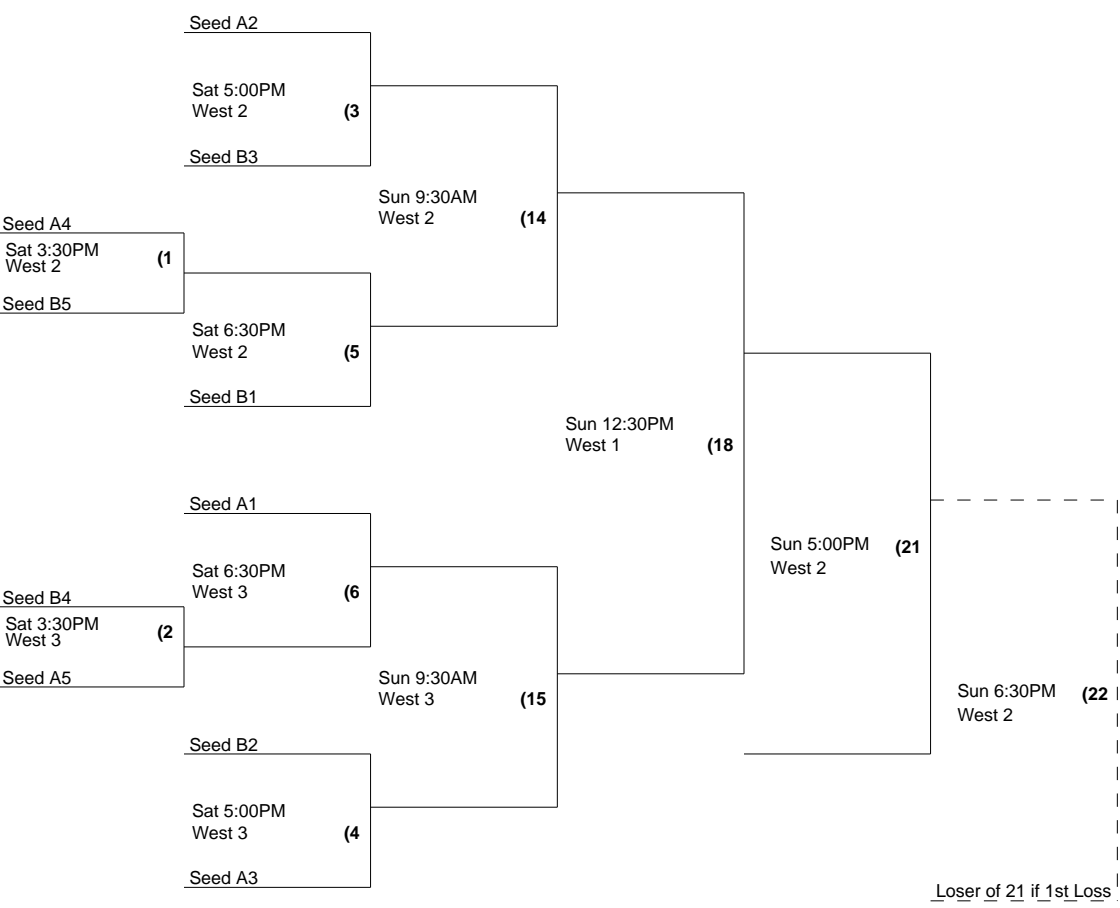 Seed A2
Sat 5:00PM
West 2 (3
Seed B3
Sun 9:30AM
West 2 (14
Seed A4
Sat 3:30PM
West 2 (1
Seed B5
Sat 6:30PM
West 2 (5
Seed B1
Sun 12:30PM
West 1 (18
Seed A1
Sat 6:30PM
West 3 (6
Seed B4
Sat 3:30PM
West 3 (2
Seed A5
Sun 9:30AM
West 3 (15
Seed B2
Sat 5:00PM
West 3 (4
Seed A3
Sun 5:00PM (21
West 2
Sun 6:30PM (22
West 2
Loser of 21 if 1st Loss